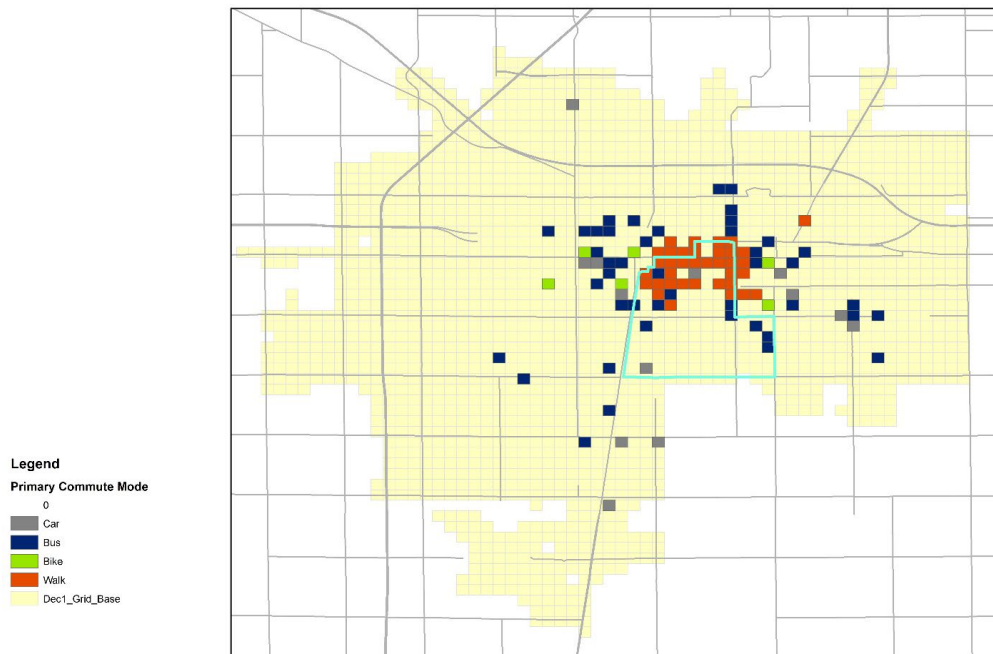 Legend
Primary Commute Mode
0
Car
Bus
Bike
Walk
Dec1_Grid_Base